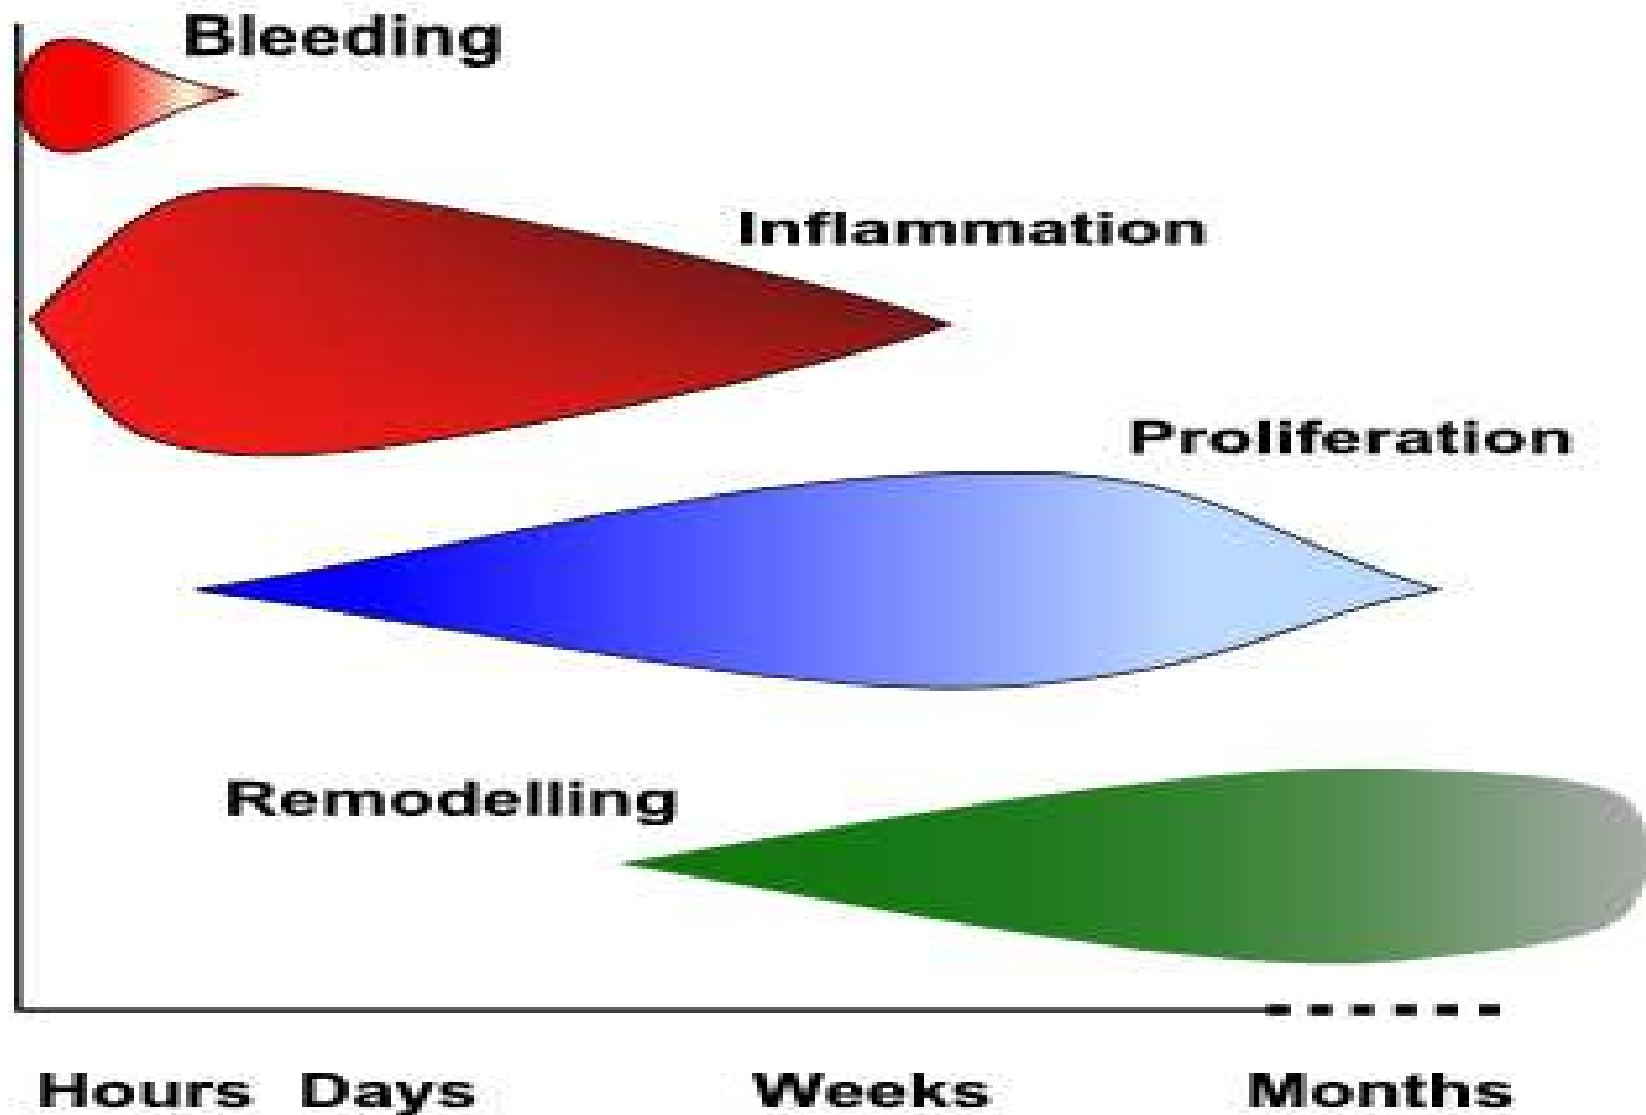 Bleeding
Inflammation
Proliferation
Remodelling
Hours Days Weeks Months